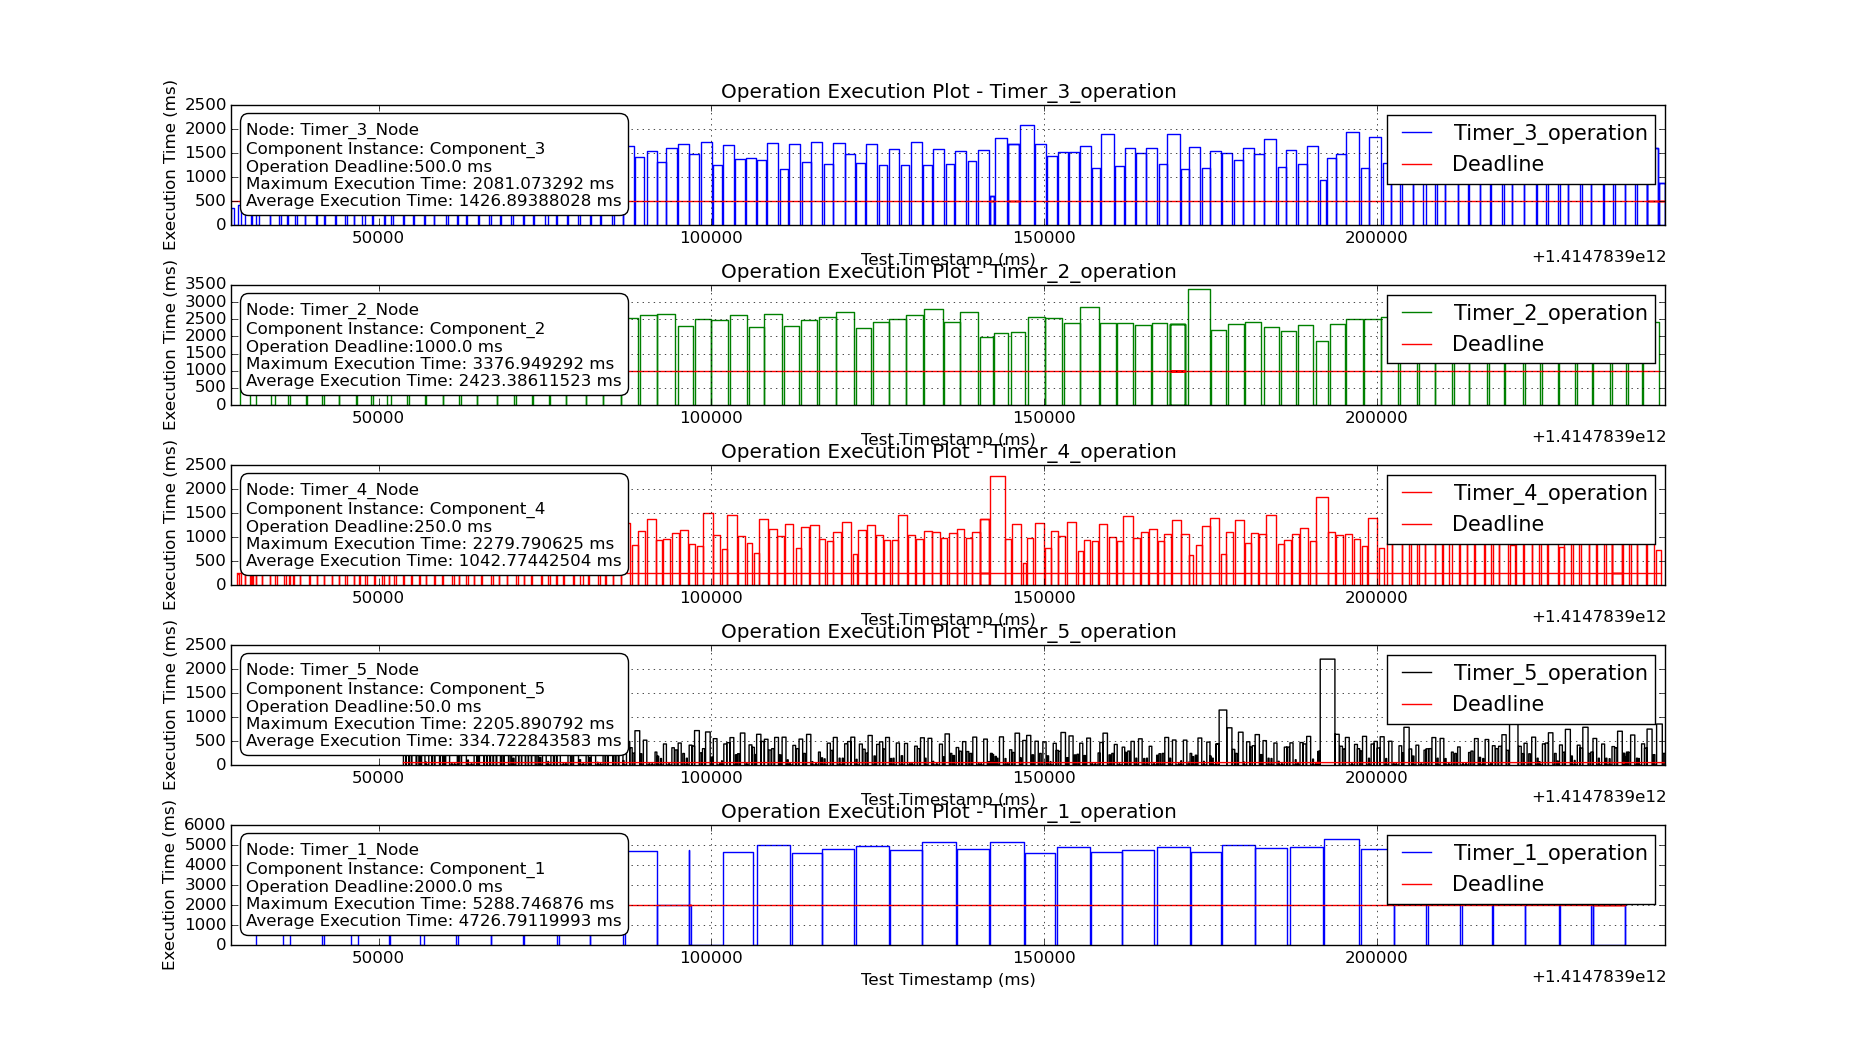 Operation Execution Plot - Timer_3_operation
Execution Time (ms)
2500
2000
1500
1000
500
0
Node: Timer_3_Node
Component Instance: Component_3
Operation Deadline:500.0 ms
Maximum Execution Time: 2081.073292 ms
Average Execution Time: 1426.89388028 ms
Timer_3_operation
Deadline
50000 100000 150000 200000
Test Timestamp (ms)
+1.4147839e12
Operation Execution Plot - Timer_2_operation
Execution Time (ms)
3500
3000
2500
2000
1500
1000
500
0
Node: Timer_2_Node
Component Instance: Component_2
Operation Deadline:1000.0 ms
Maximum Execution Time: 3376.949292 ms
Average Execution Time: 2423.38611523 ms
Timer_2_operation
Deadline
50000 100000 150000 200000
Test Timestamp (ms)
+1.4147839e12
Operation Execution Plot - Timer_4_operation
Execution Time (ms)
2500
2000
1500
1000
500
0
Node: Timer_4_Node
Component Instance: Component_4
Operation Deadline:250.0 ms
Maximum Execution Time: 2279.790625 ms
Average Execution Time: 1042.77442504 ms
Timer_4_operation
Deadline
50000 100000 150000 200000
Test Timestamp (ms)
+1.4147839e12
Operation Execution Plot - Timer_5_operation
Execution Time (ms)
2500
2000
1500
1000
500
0
Node: Timer_5_Node
Component Instance: Component_5
Operation Deadline:50.0 ms
Maximum Execution Time: 2205.890792 ms
Average Execution Time: 334.722843583 ms
Timer_5_operation
Deadline
50000 100000 150000 200000
Test Timestamp (ms)
+1.4147839e12
Operation Execution Plot - Timer_1_operation
Execution Time (ms)
6000
5000
4000
3000
2000
1000
0
Node: Timer_1_Node
Component Instance: Component_1
Operation Deadline:2000.0 ms
Maximum Execution Time: 5288.746876 ms
Average Execution Time: 4726.79119993 ms
Timer_1_operation
Deadline
50000 100000 150000 200000
Test Timestamp (ms)
+1.4147839e12